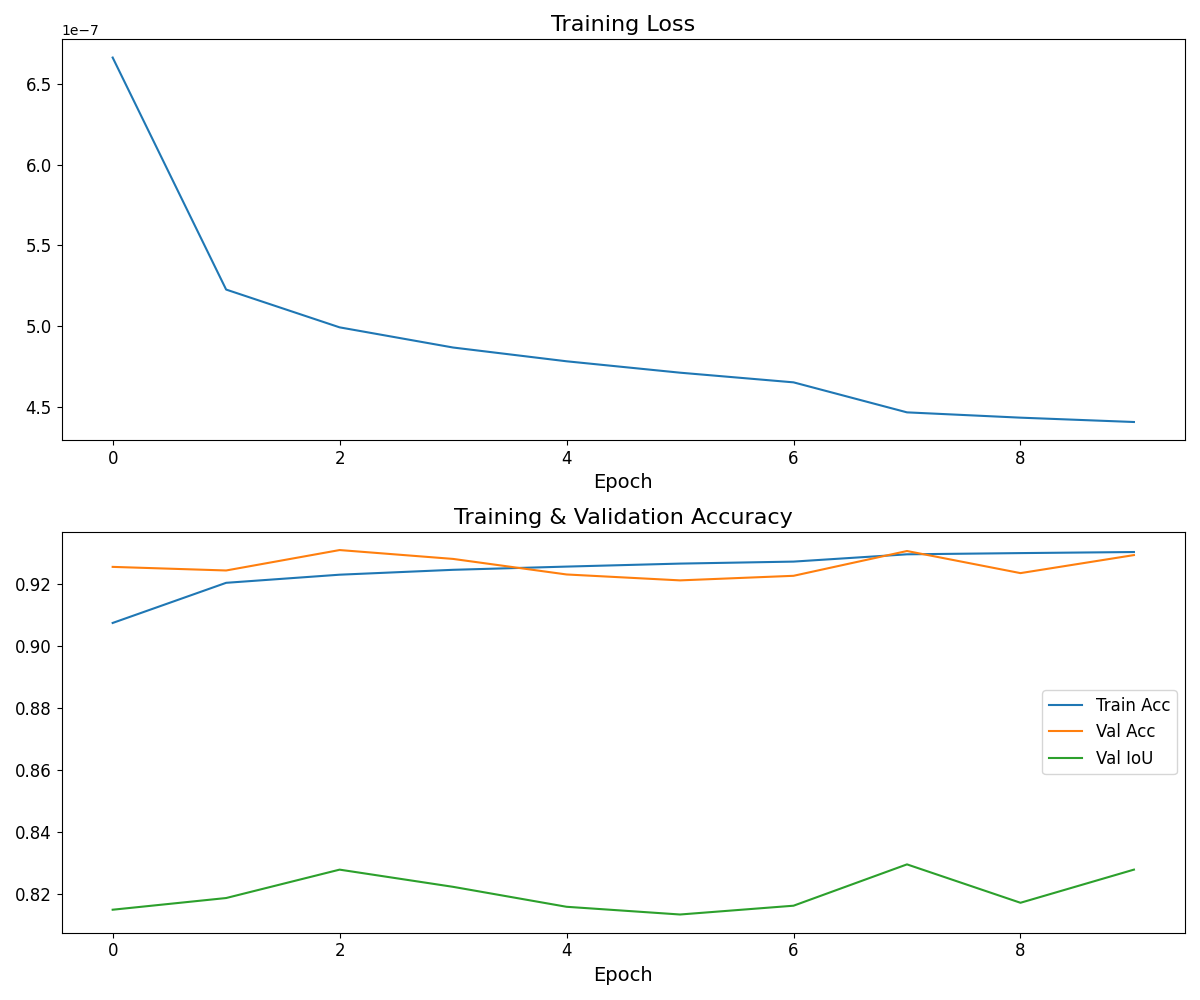 Training Loss
1e−7
6.5
6.0
5.5
5.0
4.5
0 2 4 6 8
Epoch
Training & Validation Accuracy
0.92
0.90
0.88
0.86
0.84
0.82
Train Acc
Val Acc
Val IoU
0 2 4 6 8
Epoch